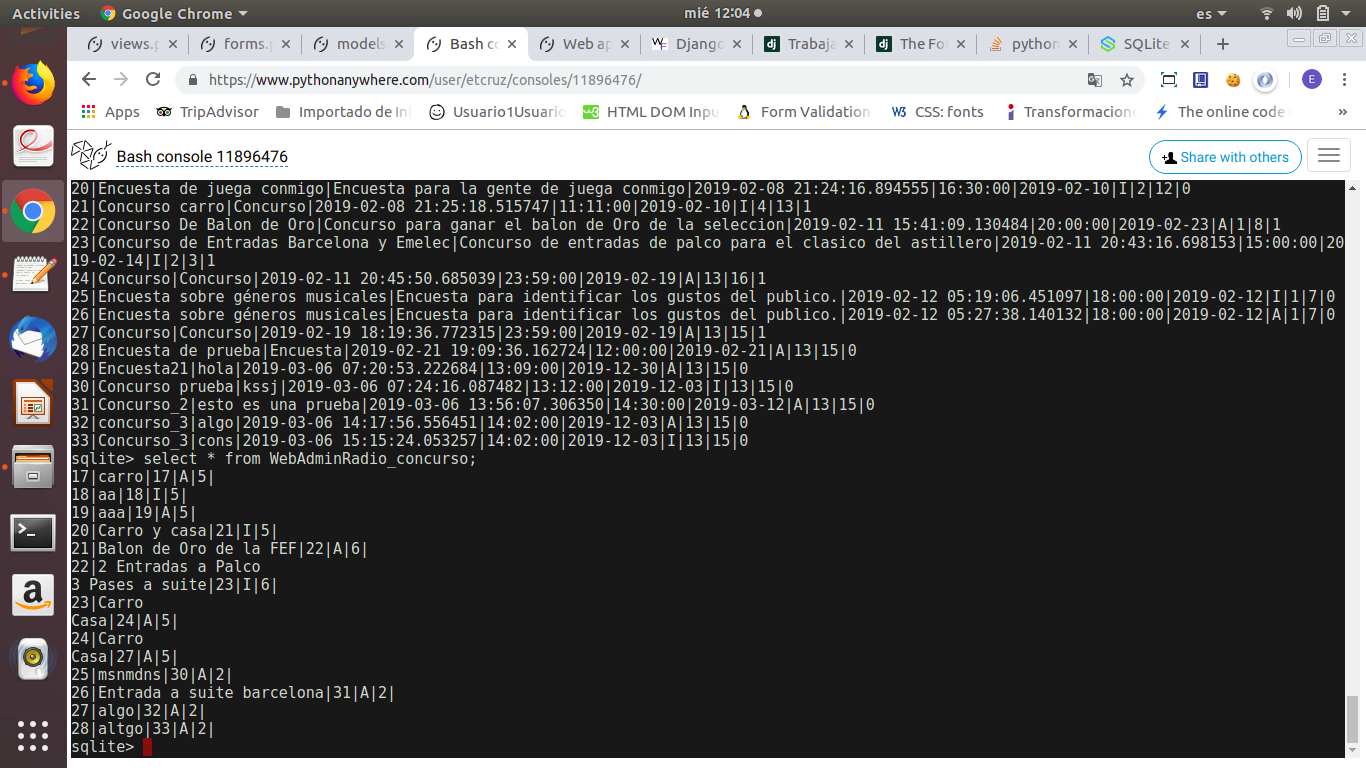 Activities
Google Chrome
mié 12:04
es
views.p
forms.p
models
Bash co
Web ap
Django
Trabaja
The For
python
SQLite
https://www.pythonanywhere.com/user/etcruz/consoles/11896476/
E
Apps
TripAdvisor
Importado de Int
Usuario1Usuario
HTML DOM Inpu
Form Validation
W3 CSS: fonts
Transformacione
The online code
»
Bash console 11896476
Share with others
20|Encuesta de juega conmigo|Encuesta para la gente de juega conmigo|2019-02-08 21:24:16.894555|16:30:00|2019-02-10|I|2|12|0
21|Concurso carro|Concurso|2019-02-08 21:25:18.515747|11:11:00|2019-02-10|I|4|13|1
22|Concurso De Balon de Oro|Concurso para ganar el balon de Oro de la seleccion|2019-02-11 15:41:09.130484|20:00:00|2019-02-23|A|1|8|1
23|Concurso de Entradas Barcelona y Emelec|Concurso de entradas de palco para el clasico del astillero|2019-02-11 20:43:16.698153|15:00:00|20
19-02-14|I|2|3|1
24|Concurso|Concurso|2019-02-11 20:45:50.685039|23:59:00|2019-02-19|A|13|16|1
25|Encuesta sobre géneros musicales|Encuesta para identificar los gustos del publico.|2019-02-12 05:19:06.451097|18:00:00|2019-02-12|I|1|7|0
26|Encuesta sobre géneros musicales|Encuesta para identificar los gustos del publico.|2019-02-12 05:27:38.140132|18:00:00|2019-02-12|A|1|7|0
27|Concurso|Concurso|2019-02-19 18:19:36.772315|23:59:00|2019-02-19|A|13|15|1
28|Encuesta de prueba|Encuesta|2019-02-21 19:09:36.162724|12:00:00|2019-02-21|A|13|15|0
29|Encuesta21|hola|2019-03-06 07:20:53.222684|13:09:00|2019-12-30|A|13|15|0
30|Concurso prueba|kssj|2019-03-06 07:24:16.087482|13:12:00|2019-12-03|I|13|15|0
31|Concurso_2|esto es una prueba|2019-03-06 13:56:07.306350|14:30:00|2019-03-12|A|13|15|0
32|concurso_3|algo|2019-03-06 14:17:56.556451|14:02:00|2019-12-03|A|13|15|0
33|Concurso_3|cons|2019-03-06 15:15:24.053257|14:02:00|2019-12-03|I|13|15|0
sqlite> select * from WebAdminRadio_concurso;
17|carro|17|A|5|
18|aa|18|I|5|
19|aaa|19|A|5|
20|Carro y casa|21|I|5|
21|Balon de Oro de la FEF|22|A|6|
22|2 Entradas a Palco
3 Pases a suite|23|I|6|
23|Carro
Casa|24|A|5|
24|Carro
Casa|27|A|5|
25|msnmdns|30|A|2|
26|Entrada a suite barcelona|31|A|2|
27|algo|32|A|2|
28|altgo|33|A|2|
sqlite>